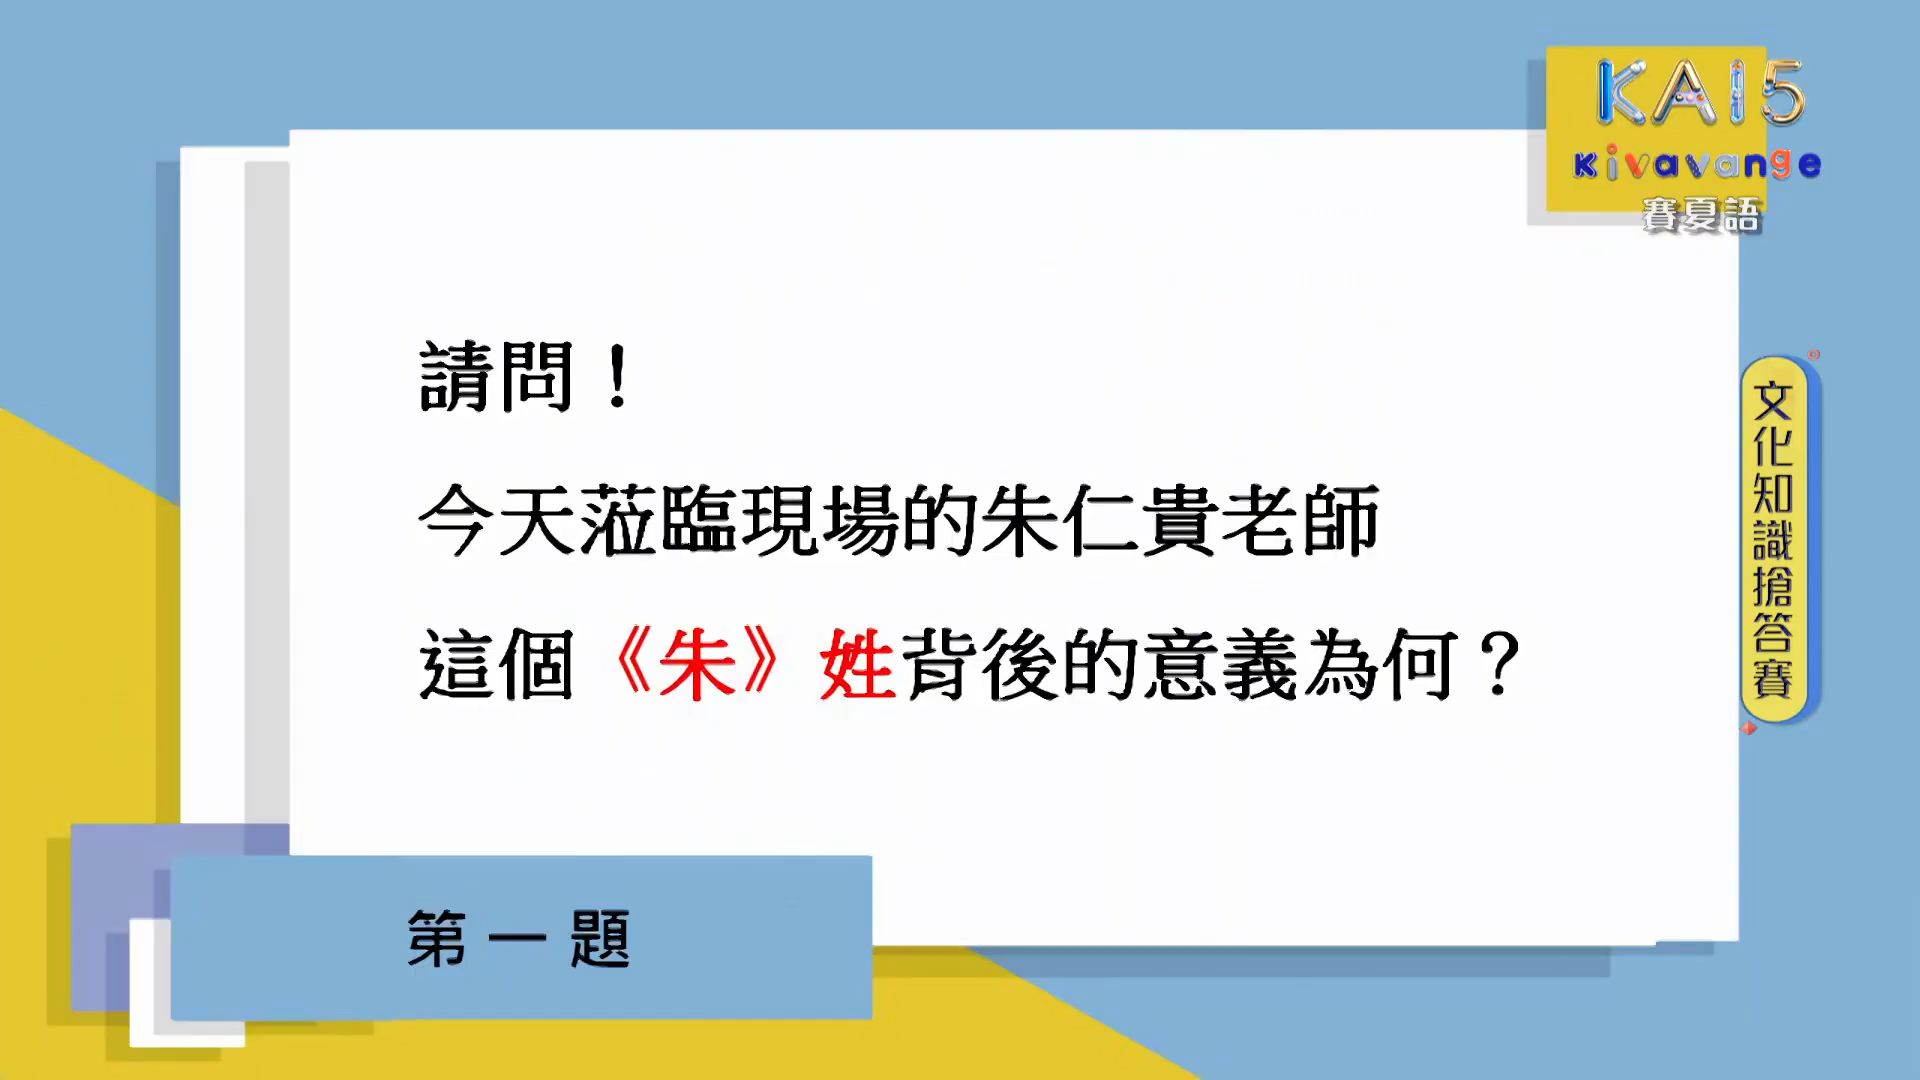 KAI5
kivavange
賽夏語
請問！
今天蒞臨現場的朱仁貴老師
這個《朱》姓背後的意義為何？
文化知識搶答賽
第一題